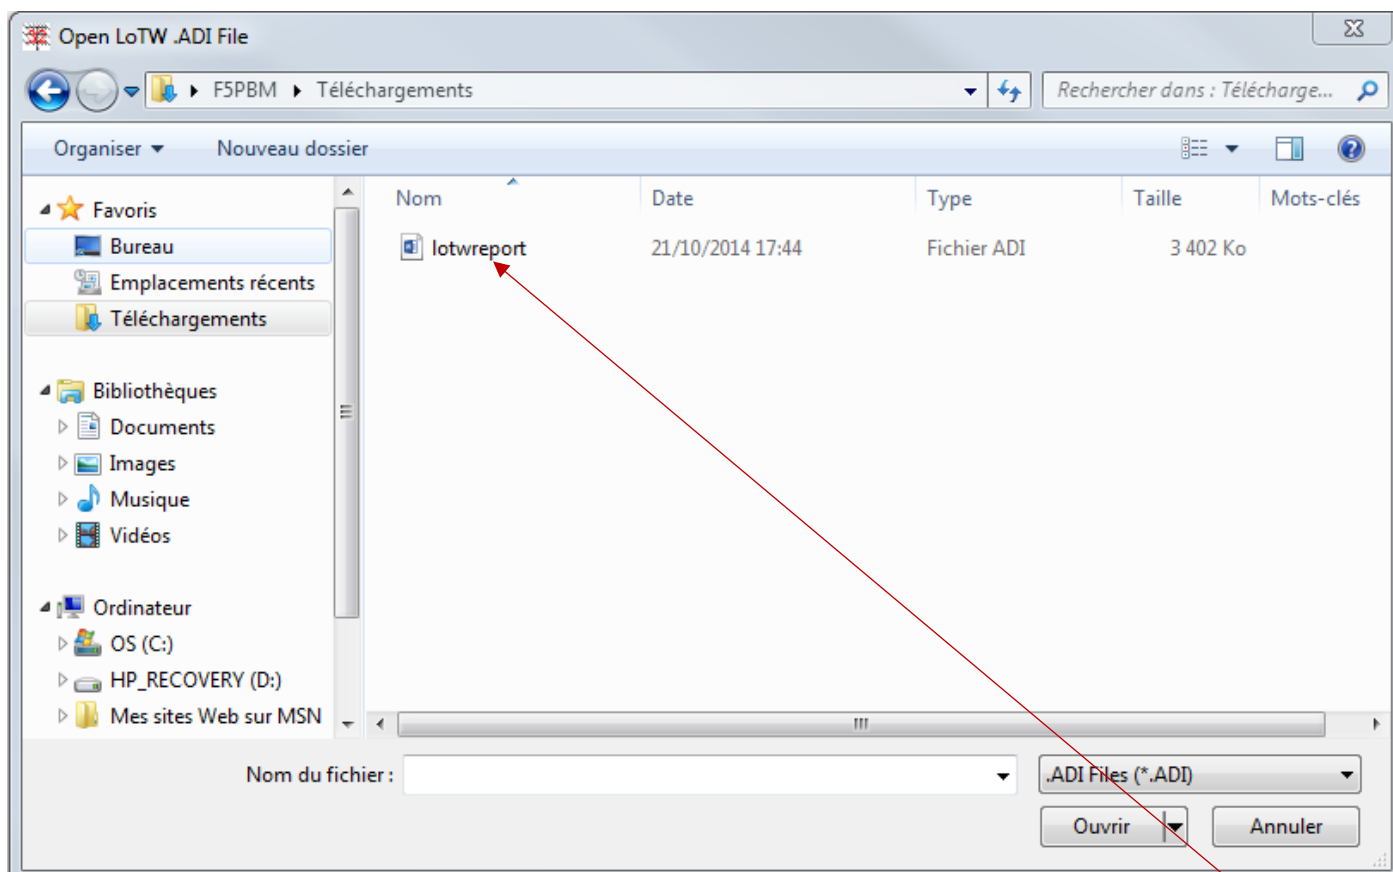 Open LoTW .ADI File
F5PBM Téléchargements
Rechercher dans : Télécharge...
Organiser Nouveau dossier
Nom Date Type Taille Mots-clés
lotwreport 21/10/2014 17:44 Fichier ADI 3 402 Ko
Favoris
Bureau
Emplacements récents
Téléchargements
Bibliothèques
Documents
Images
Musique
Vidéos
Ordinateur
OS (C:)
HP_RECOVERY (D:)
Mes sites Web sur MSN
Nom du fichier :
.ADI Files (*.ADI)
Ouvrir Annuler